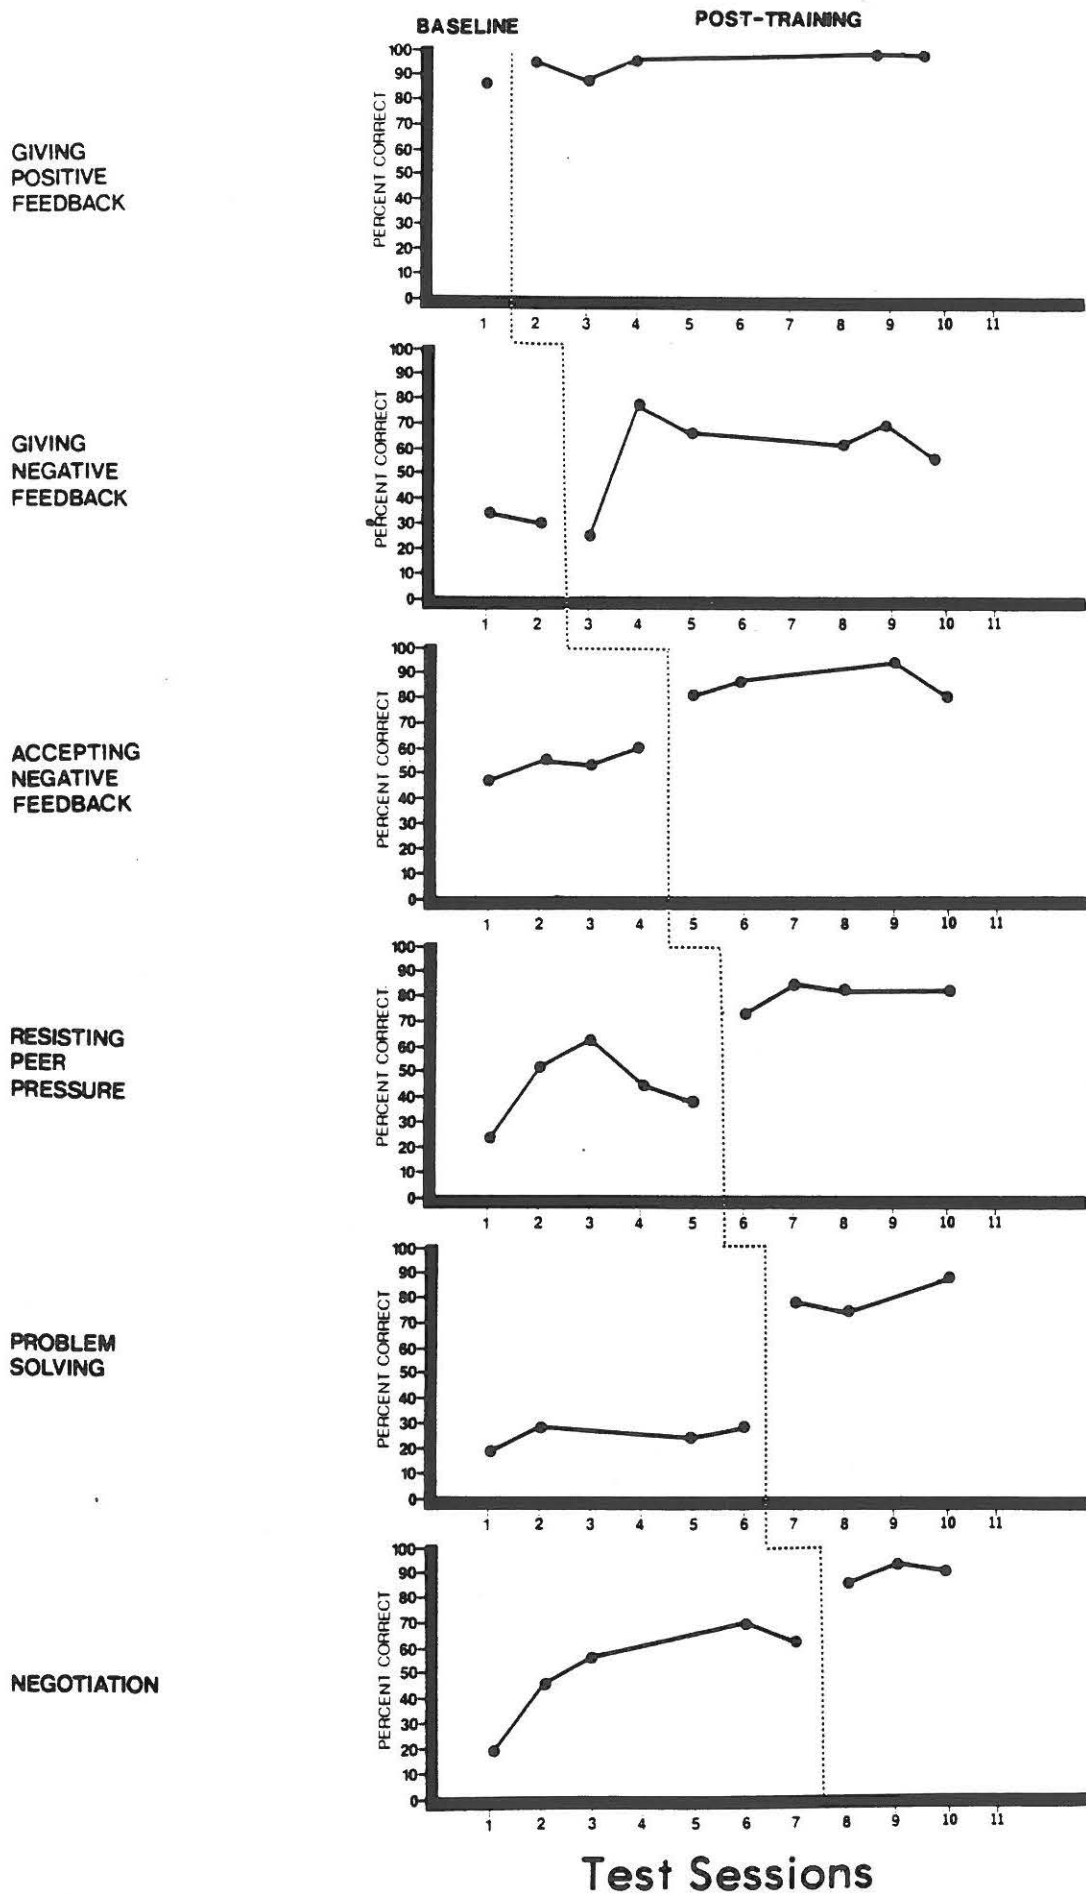 BASELINE
POST-TRAINING
GIVING
POSITIVE
FEEDBACK
PERCENT CORRECT
100
90
80
70
60
50
40
30
20
10
0
1 2 3 4 5 6 7 8 9 10 11
GIVING
NEGATIVE
FEEDBACK
PERCENT CORRECT
100
90
80
70
60
50
40
30
20
10
0
1 2 3 4 5 6 7 8 9 10 11
ACCEPTING
NEGATIVE
FEEDBACK
PERCENT CORRECT
100
90
80
70
60
50
40
30
20
10
0
1 2 3 4 5 6 7 8 9 10 11
RESISTING
PEER
PRESSURE
PERCENT CORRECT
100
90
80
70
60
50
40
30
20
10
0
1 2 3 4 5 6 7 8 9 10 11
PROBLEM
SOLVING
PERCENT CORRECT
100
90
80
70
60
50
40
30
20
10
0
1 2 3 4 5 6 7 8 9 10 11
NEGOTIATION
PERCENT CORRECT
100
90
80
70
60
50
40
30
20
10
0
1 2 3 4 5 6 7 8 9 10 11
Test Sessions